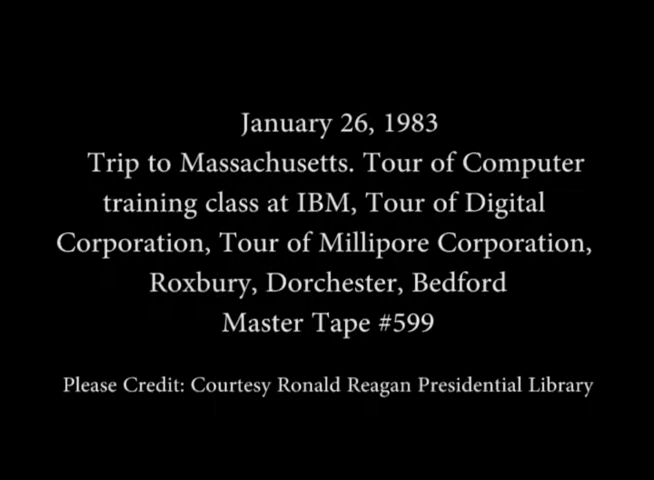 January 26, 1983
Trip to Massachusetts. Tour of Computer
training class at IBM, Tour of Digital
Corporation, Tour of Millipore Corporation,
Roxbury, Dorchester, Bedford
Master Tape #599
Please Credit: Courtesy Ronald Reagan Presidential Library